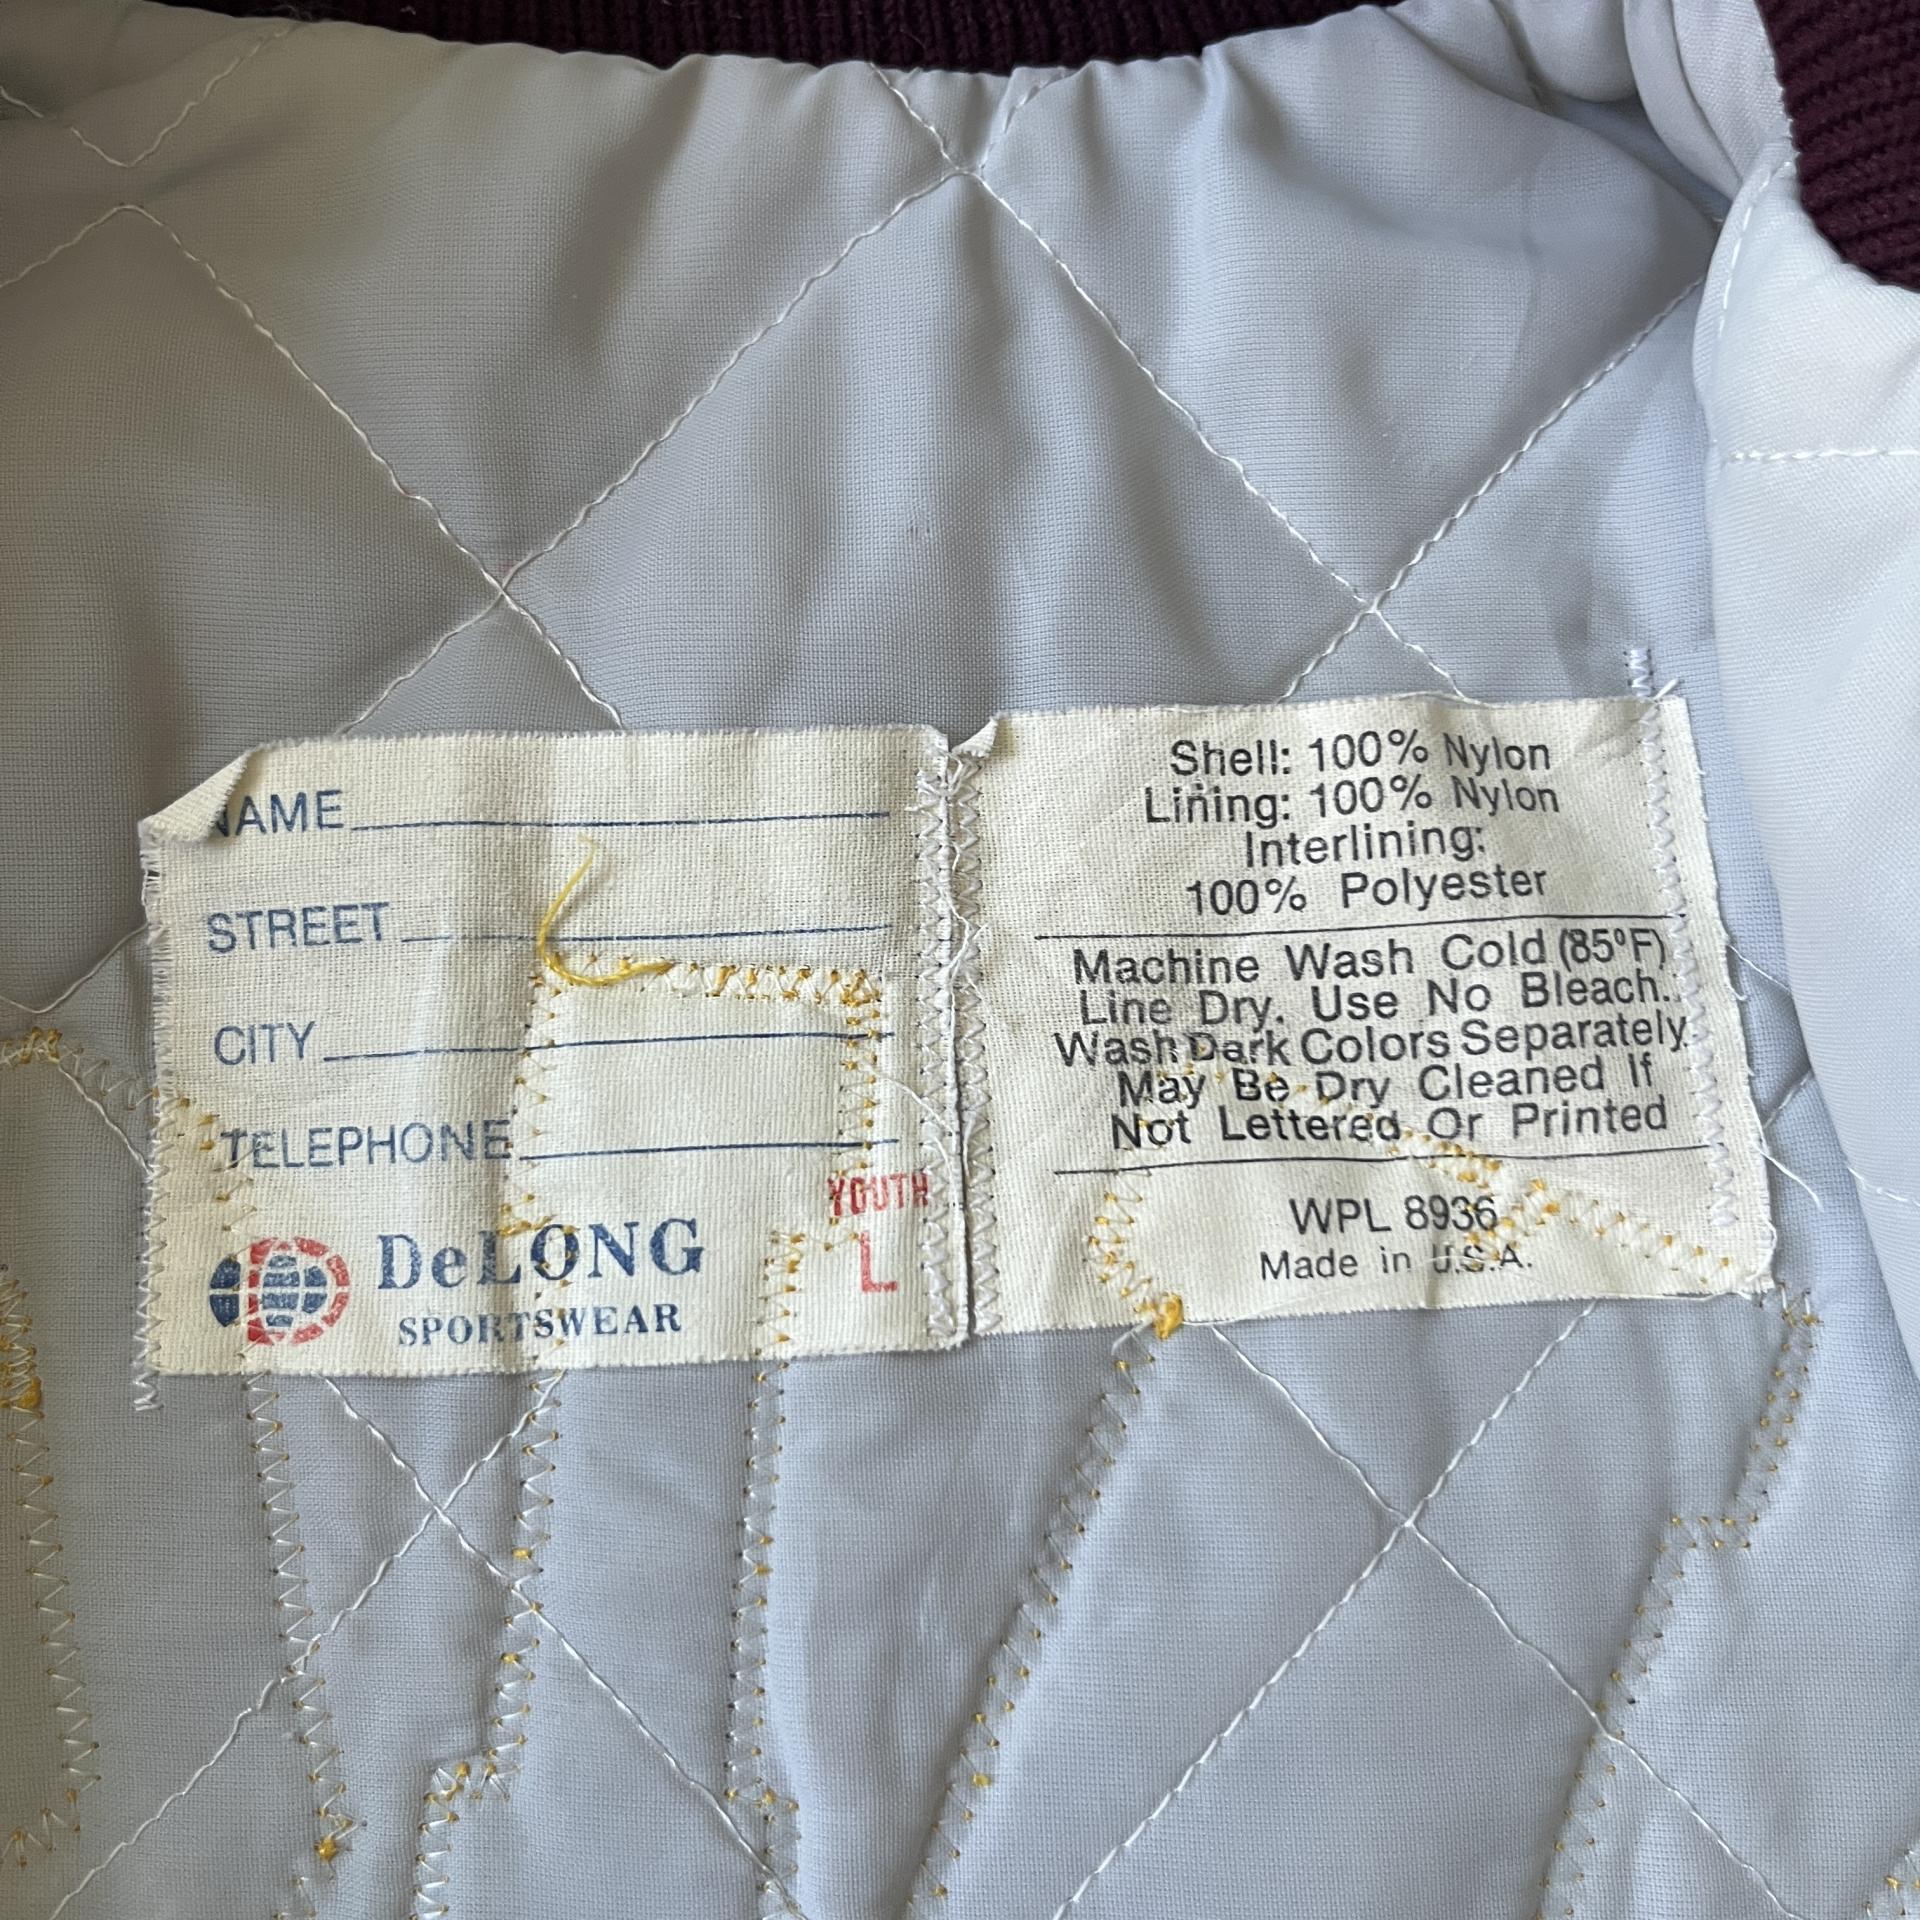 NAME
STREET
CITY
TELEPHONE
YOUTH
L
DeLONG
SPORTSWEAR
Shell: 100% Nylon
Lining: 100% Nylon
Interlining:
100% Polyester
Machine Wash Cold (85°F)
Line Dry. Use No Bleach.
Wash Dark Colors Separately.
May Be Dry Cleaned If
Not Lettered Or Printed
WPL 8936
Made in U.S.A.